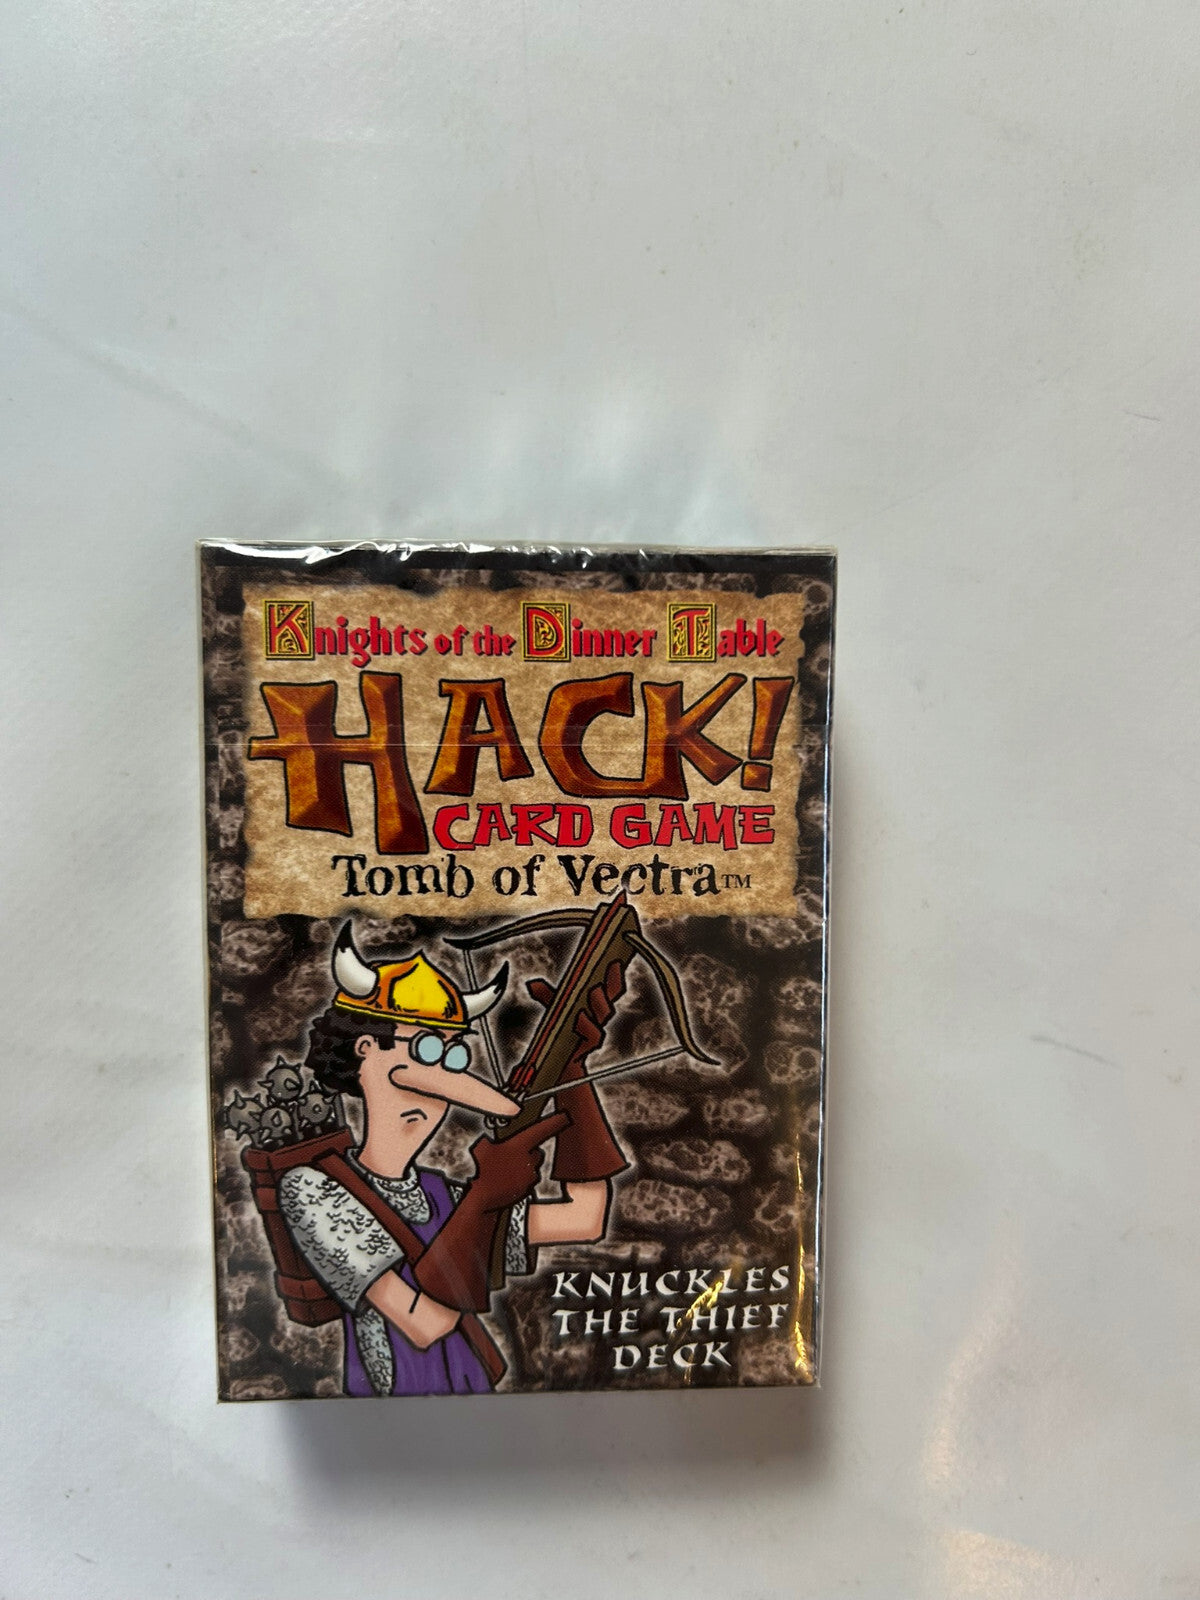 Knights of the Dinner Table
HACK!
CARD GAME
Tomb of Vectra™
KNUCKLES
THE THIEF
DECK